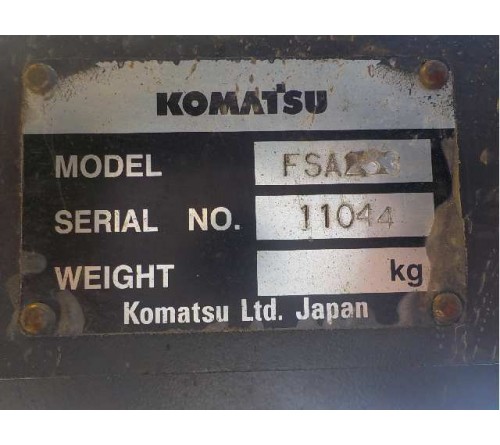 KOMATSU
MODEL
SERIAL NO. 11044
WEIGHT kg
Komatsu Ltd. Japan